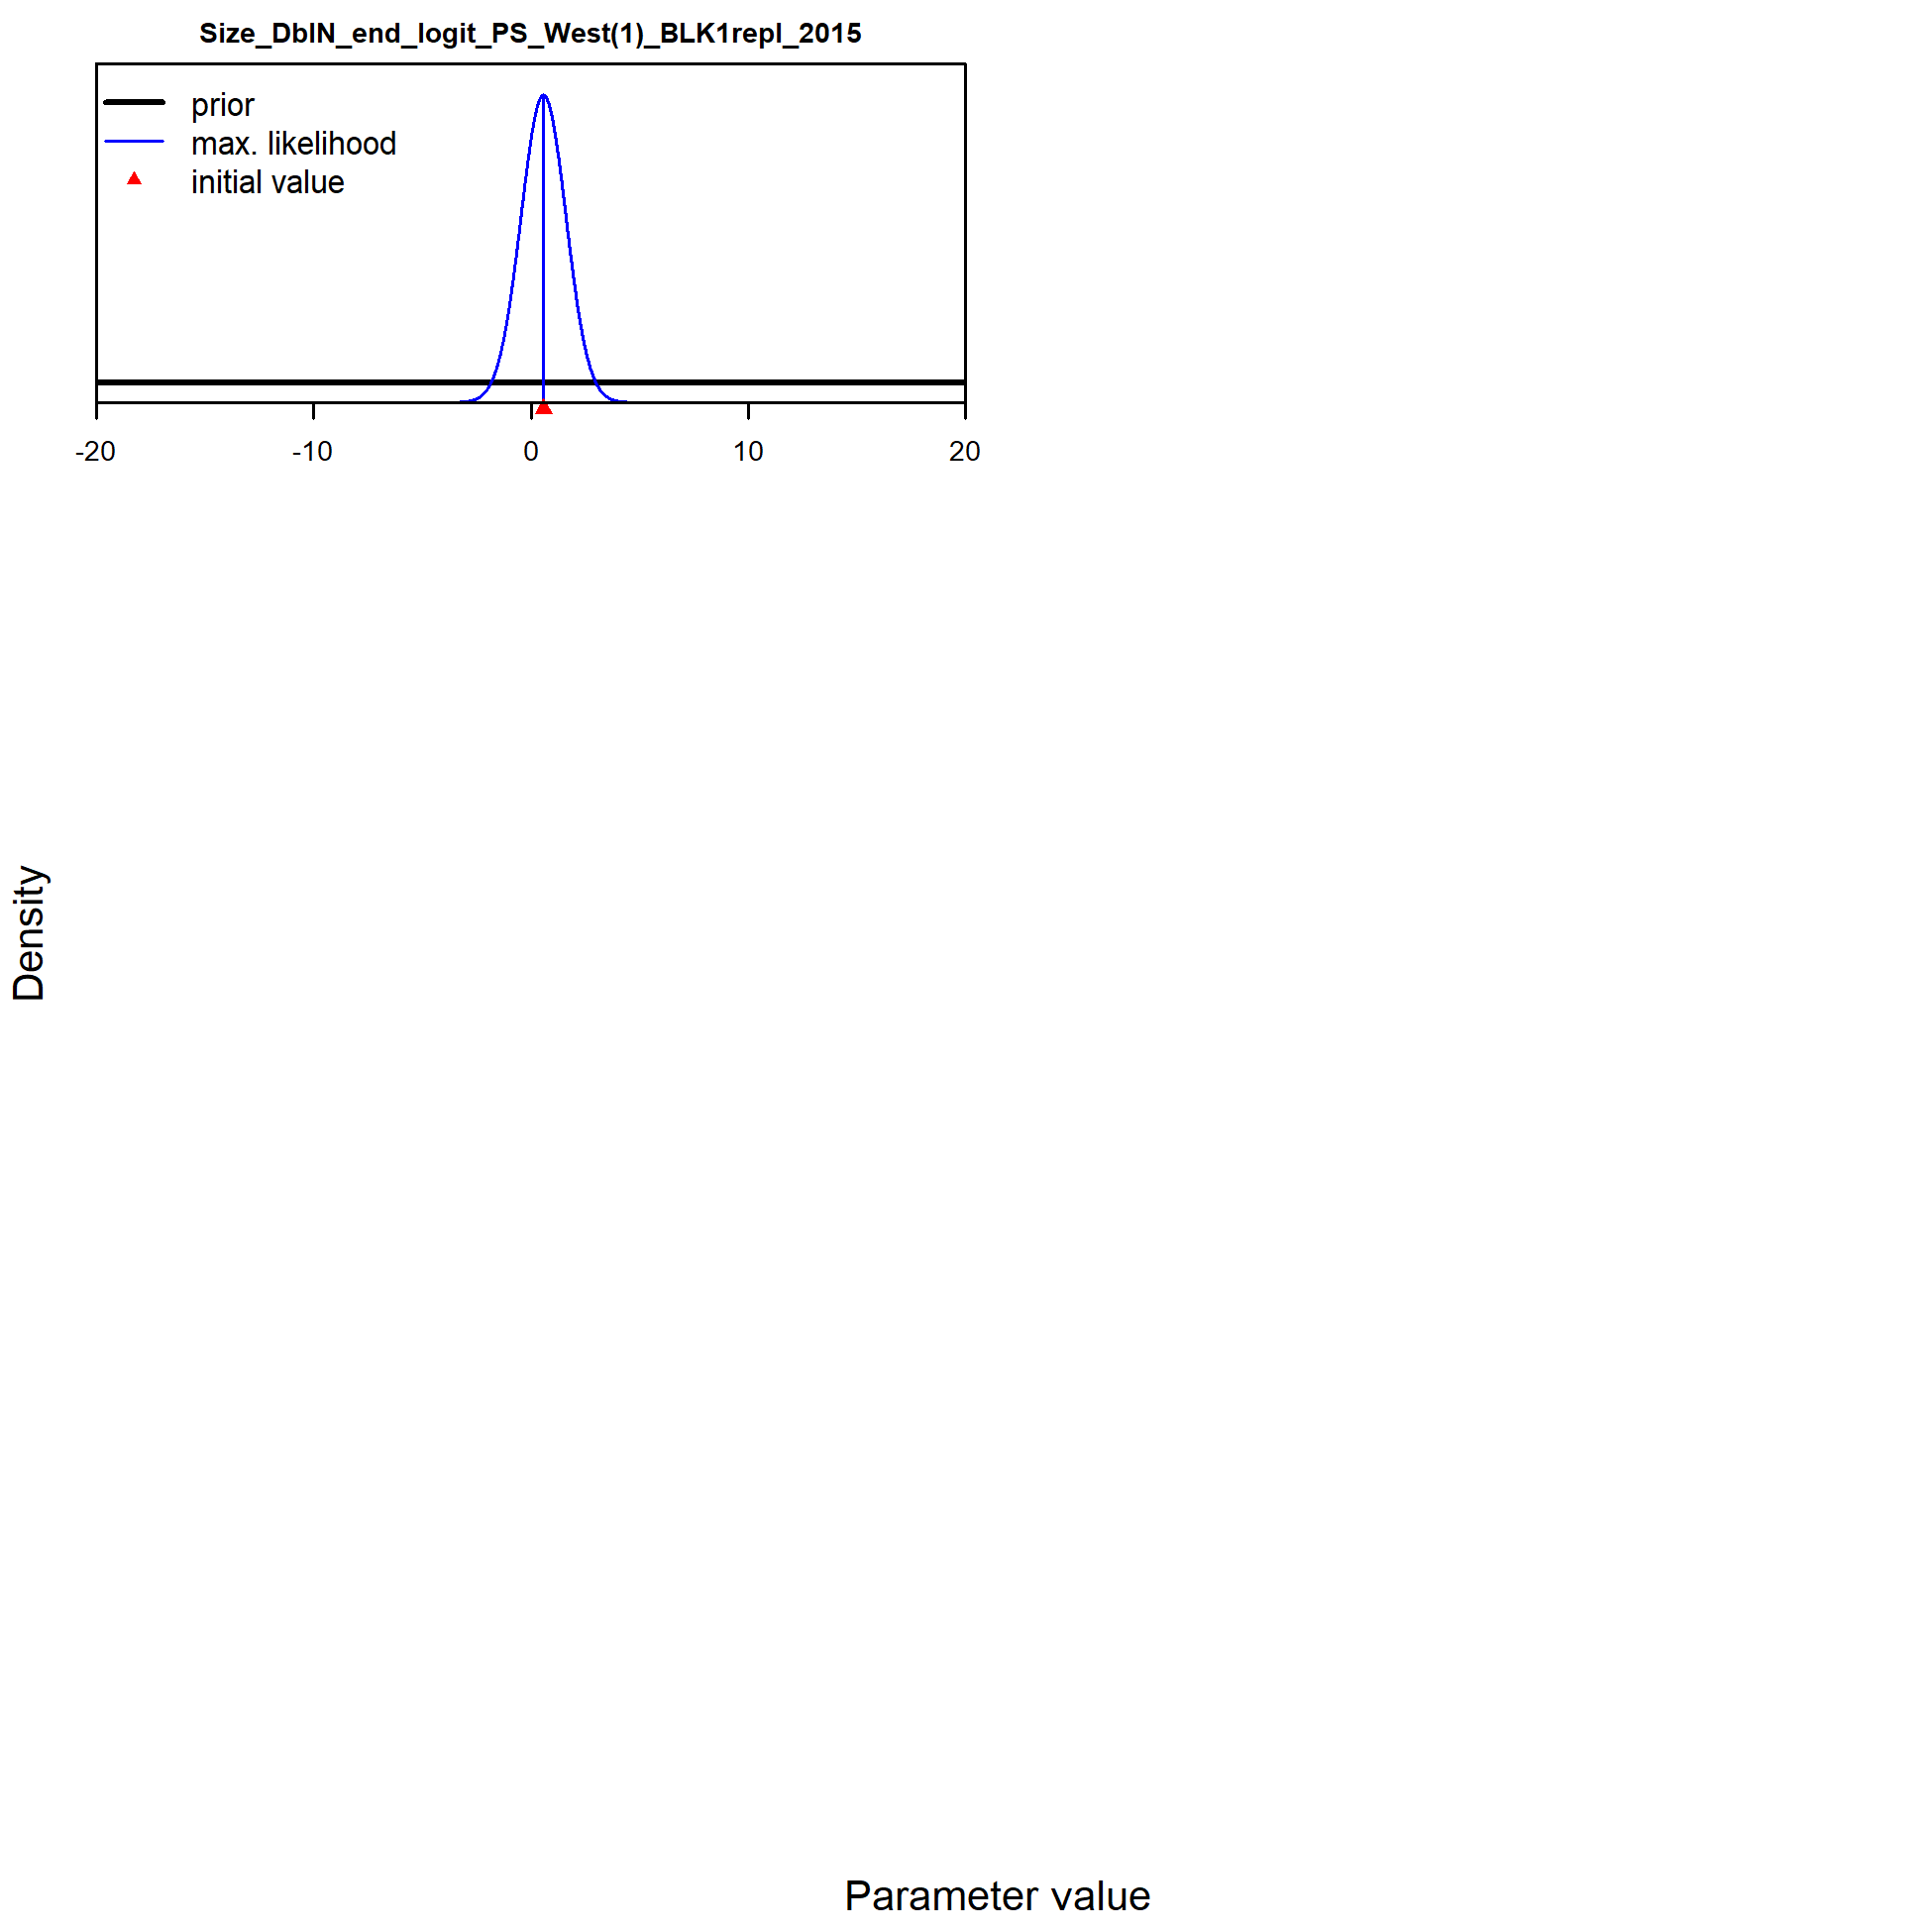 Size_DblN_end_logit_PS_West(1)_BLK1repl_2015
prior
max. likelihood
initial value
-20 -10 0 10 20
Density
Parameter value